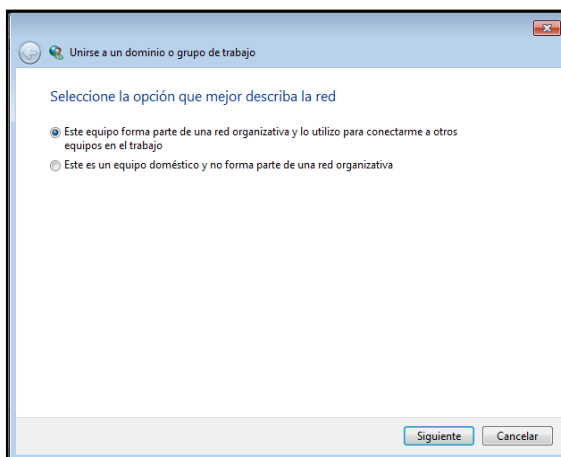 Unirse a un dominio o grupo de trabajo
Seleccione la opción que mejor describa la red
Este equipo forma parte de una red organizativa y lo utilizo para conectarme a otros
equipos en el trabajo
Este es un equipo doméstico y no forma parte de una red organizativa
Siguiente
Cancelar